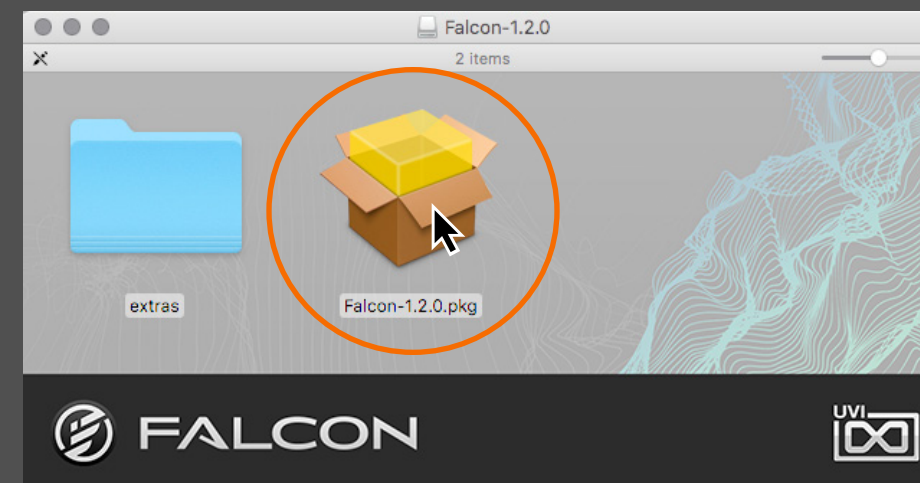 Falcon-1.2.0
2 items
extras
Falcon-1.2.0.pkg
FALCON
UVI